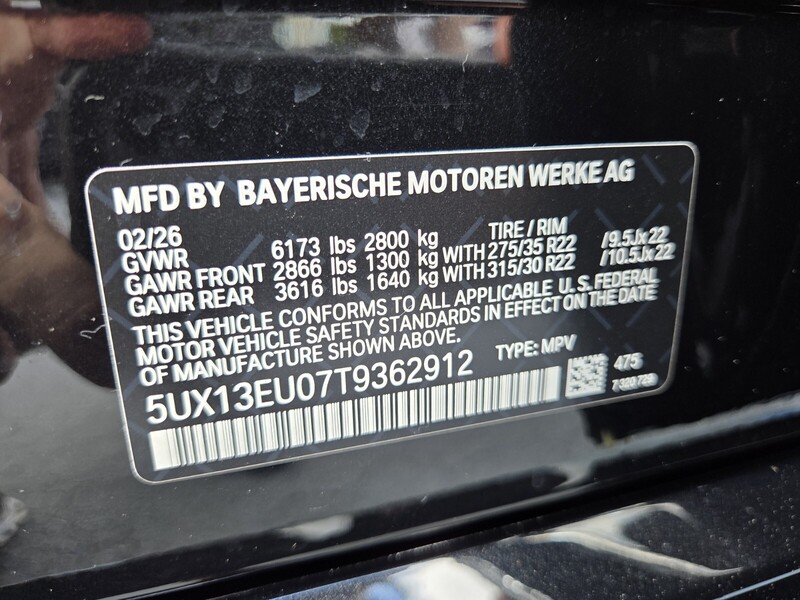 MFD BY BAYERISCHE MOTOREN WERKE AG
02/26 TIRE / RIM
GVWR 6173 lbs 2800 kg
GAWR FRONT 2866 lbs 1300 kg WITH 275/35 R22 /9.5Jx22
GAWR REAR 3616 lbs 1640 kg WITH 315/30 R22 /10.5Jx22
THIS VEHICLE CONFORMS TO ALL APPLICABLE U.S. FEDERAL
MOTOR VEHICLE SAFETY STANDARDS IN EFFECT ON THE DATE
OF MANUFACTURE SHOWN ABOVE.
TYPE: MPV
475
5UX13EU07T9362912
7 320 729